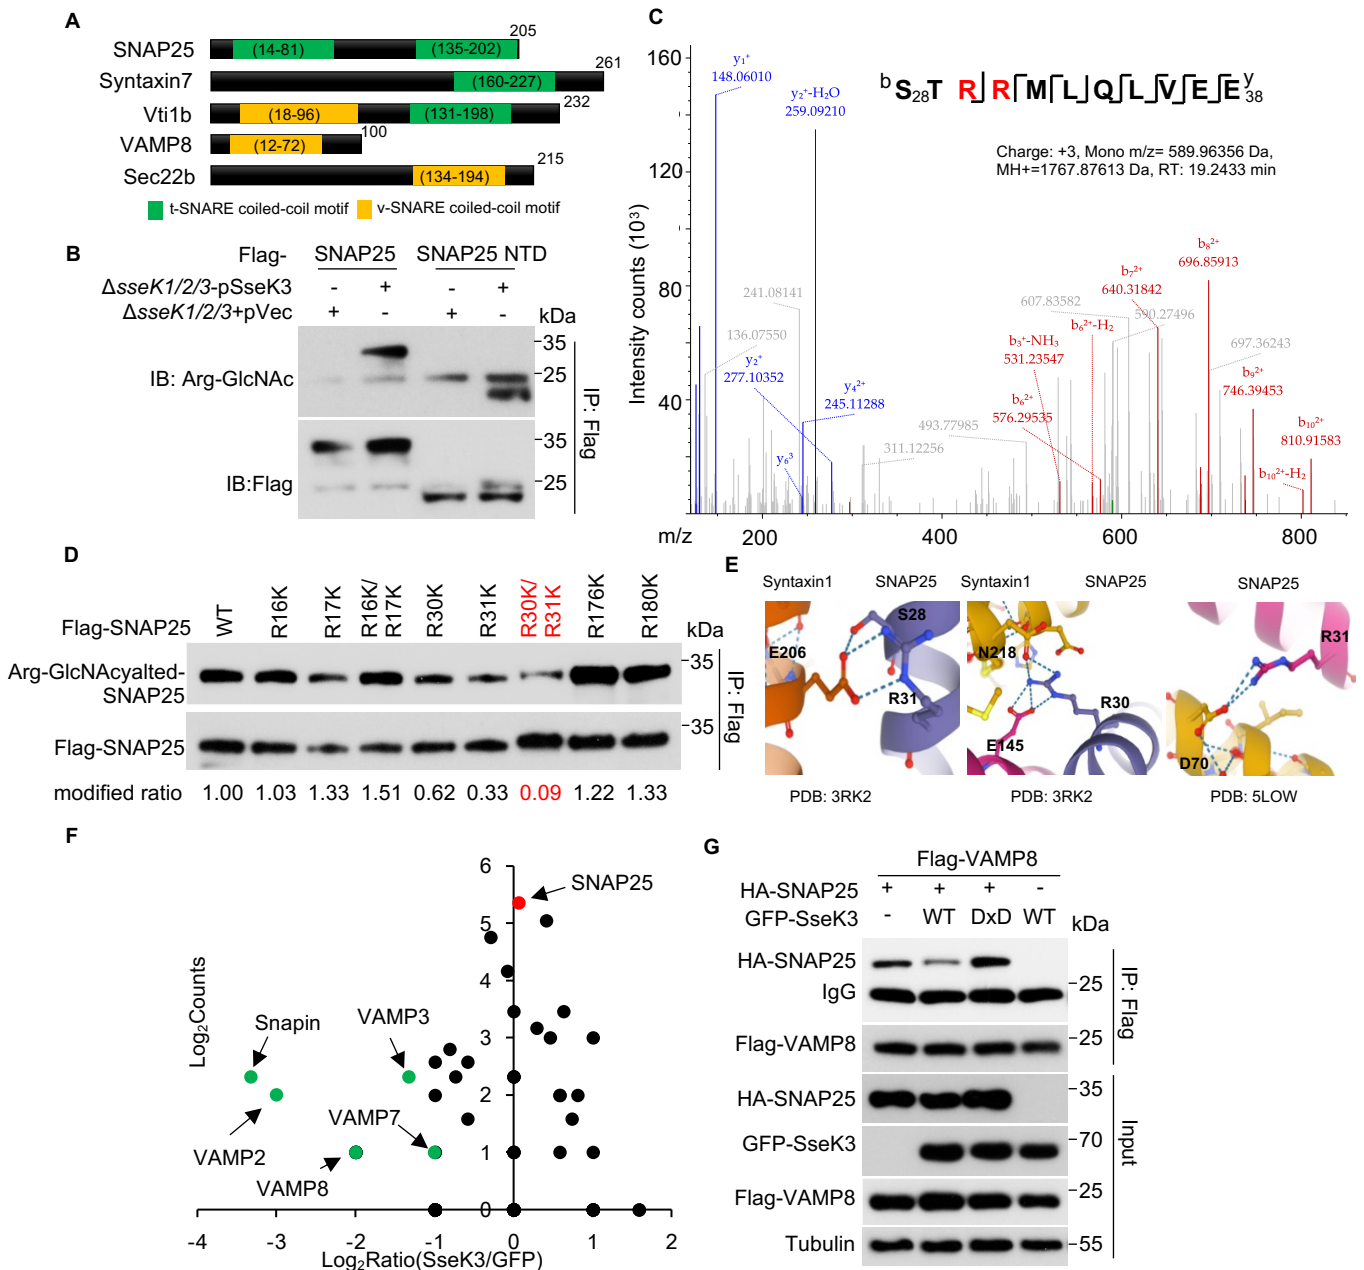 A
SNAP25 (14-81) (135-202) 205
Syntaxin7 (160-227) 261
Vti1b (18-96) (131-198) 232
VAMP8 (12-72) 100
Sec22b (134-194) 215
t-SNARE coiled-coil motif v-SNARE coiled-coil motif
B
Flag- SNAP25 SNAP25 NTD
ΔsseK1/2/3-pSseK3 - + - +
ΔsseK1/2/3+pVec + - + - kDa
IB: Arg-GlcNAc
35
25
IB:Flag
35
25
IP: Flag
C
Intensity counts (10³)
160
120
80
40
m/z 200 400 600 800
ᵇS₂₈T R R M L Q L V E E ʸ₃₈
Charge: +3, Mono m/z= 589.96356 Da,
MH+=1767.87613 Da, RT: 19.2433 min
y₁⁺
148.06010
y₂⁺-H₂O
259.09210
241.08141
136.07550
y₂⁺
277.10352
y₄²⁺
245.11288
y₆³
311.12256
493.77985
b₃⁺-NH₃
531.23547
b₆²⁺
576.29535
b₆²⁺-H₂
607.83582
590.27496
b₇²⁺
640.31842
b₈²⁺
696.85913
697.36243
b₉²⁺
746.39453
b₁₀²⁺
810.91583
b₁₀²⁺-H₂
D
Flag-SNAP25 WT R16K R17K R16K/R17K R30K R31K R30K/R31K R176K R180K kDa
Arg-GlcNAcyalted-
SNAP25
35
Flag-SNAP25
35
IP: Flag
modified ratio 1.00 1.03 1.33 1.51 0.62 0.33 0.09 1.22 1.33
E
Syntaxin1 SNAP25 Syntaxin1 SNAP25 SNAP25
E206 S28 R31
N218 R30 E145
R31 D70
PDB: 3RK2 PDB: 3RK2 PDB: 5LOW
F
Log₂Counts
6
5
4
3
2
1
0
SNAP25
Snapin
VAMP3
VAMP2
VAMP7
VAMP8
-4 -3 -2 -1 0 1 2
Log₂Ratio(SseK3/GFP)
G
Flag-VAMP8
HA-SNAP25 + + + -
GFP-SseK3 - WT DxD WT kDa
HA-SNAP25
IgG
25
Flag-VAMP8
25
IP: Flag
HA-SNAP25
35
GFP-SseK3
70
Flag-VAMP8
25
Tubulin
55
Input